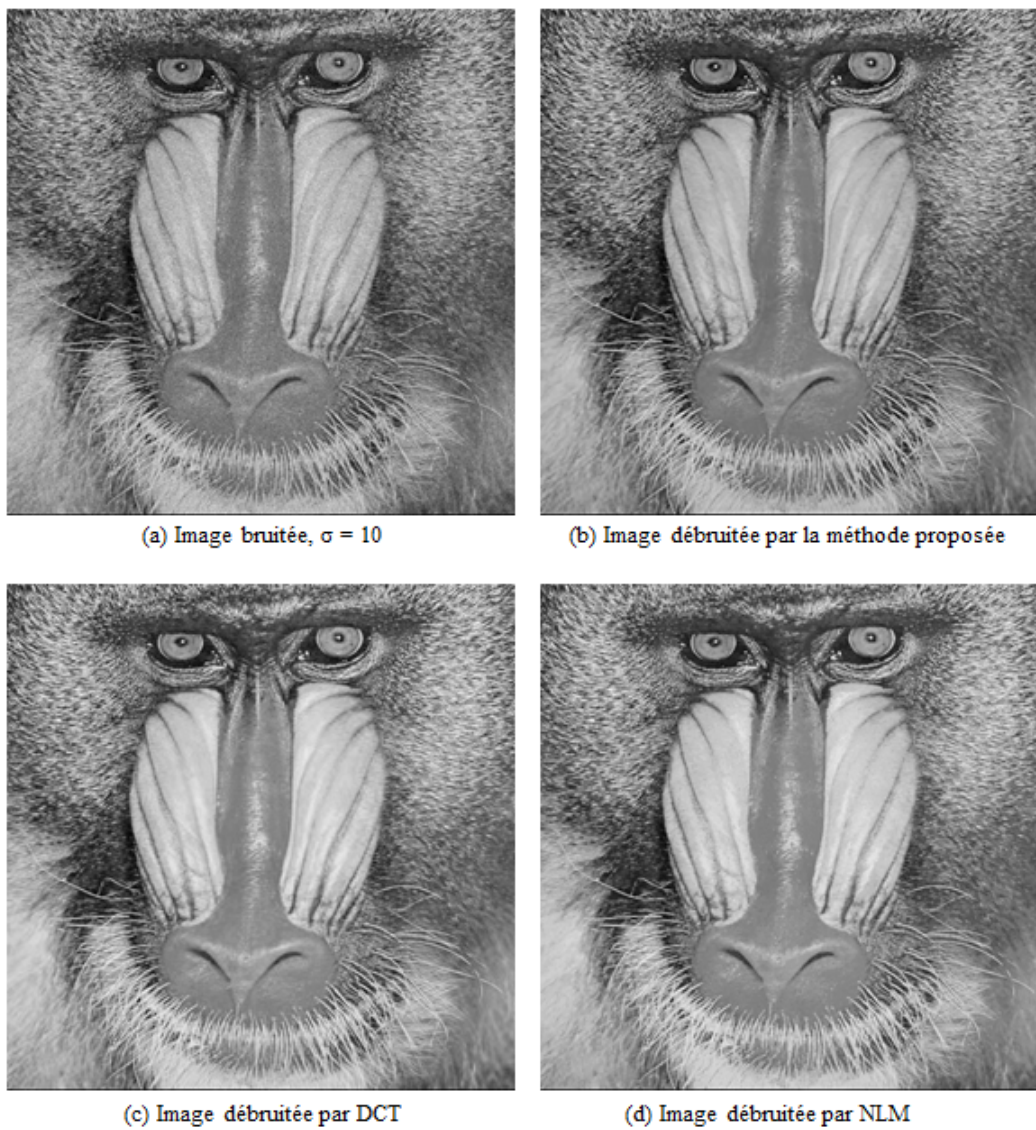 (a) Image bruitée, σ = 10
(b) Image débruitée par la méthode proposée
(c) Image débruitée par DCT
(d) Image débruitée par NLM